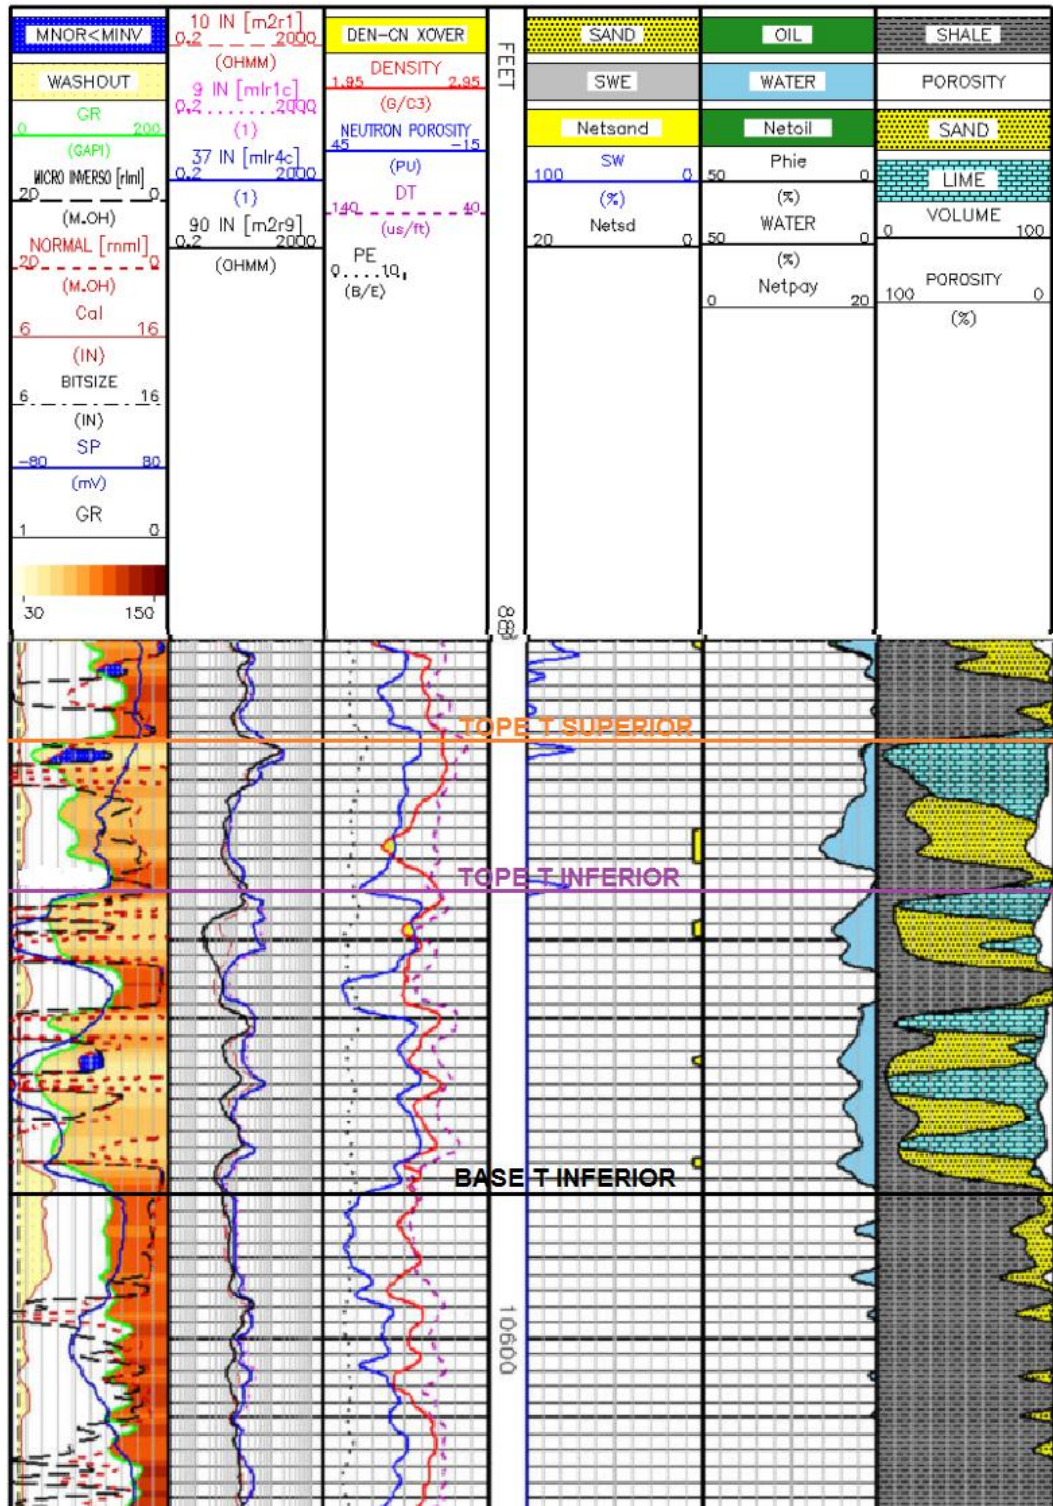 MNOR<MINV
WASHOUT
GR
0 200
(GAPI)
MICRO INVERSO [rlml]
20 0
(M.OH)
NORMAL [rnml]
20 0
(M.OH)
Cal
6 16
(IN)
BITSIZE
6 16
(IN)
SP
-80 80
(mV)
GR
1 0
30 150
10 IN [m2r1]
0.2 2000
(OHMM)
9 IN [mlr1c]
0.2 2000
(1)
37 IN [mlr4c]
0.2 2000
(1)
90 IN [m2r9]
0.2 2000
(OHMM)
DEN-CN XOVER
DENSITY
1.95 2.95
(G/C3)
NEUTRON POROSITY
45 -15
(PU)
DT
140 40
(us/ft)
PE
0....10,
(B/E)
FEET
SAND
SWE
Netsand
SW
100 0
(%)
Netsd
20 0
OIL
WATER
Netoil
Phie
50 0
(%)
WATER
50 0
(%)
Netpay
0 20
SHALE
POROSITY
SAND
LIME
VOLUME
0 100
POROSITY
100 0
(%)
TOPE T SUPERIOR
TOPE T INFERIOR
BASE T INFERIOR
10600